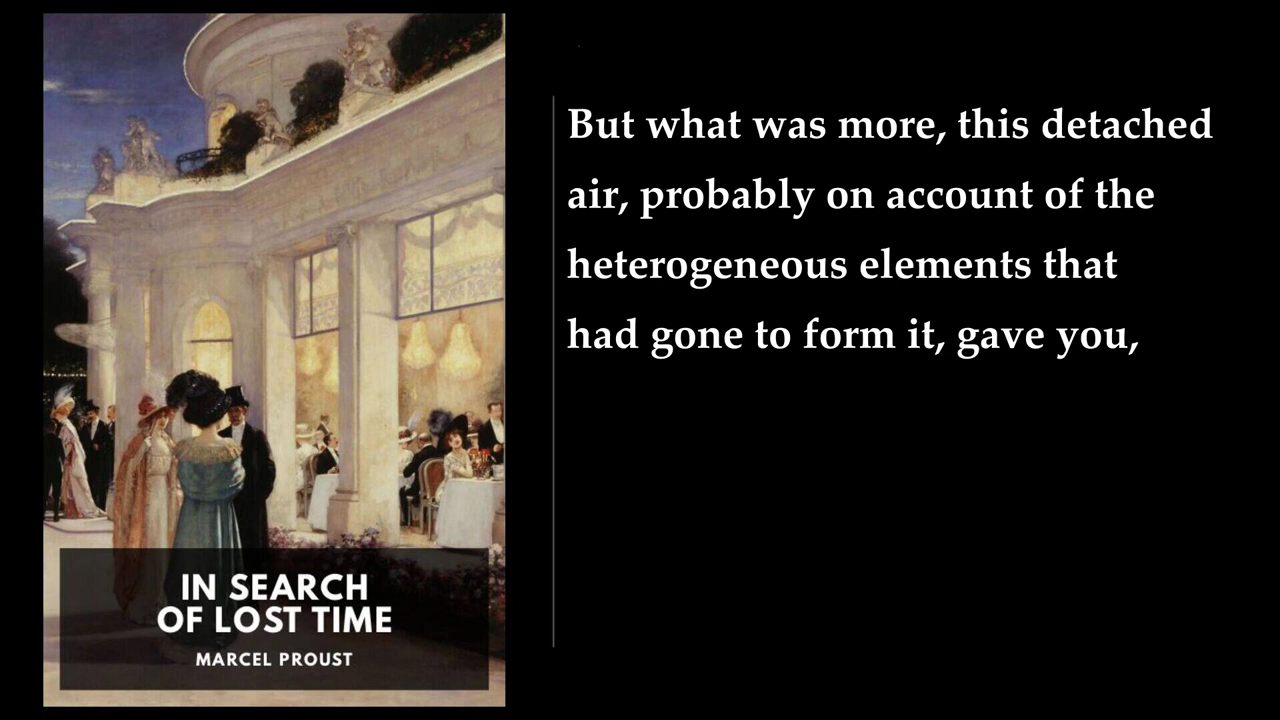 IN SEARCH
OF LOST TIME
MARCEL PROUST
But what was more, this detached
air, probably on account of the
heterogeneous elements that
had gone to form it, gave you,